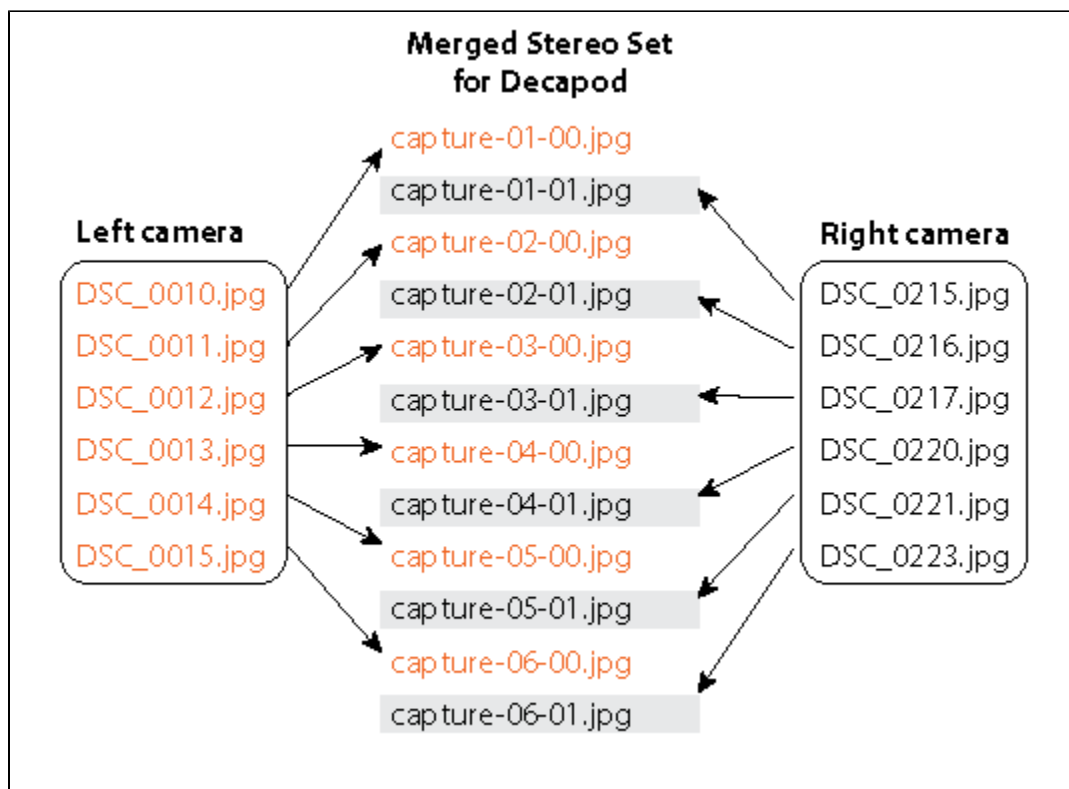 Merged Stereo Set
for Decapod
Left camera
DSC_0010.jpg
DSC_0011.jpg
DSC_0012.jpg
DSC_0013.jpg
DSC_0014.jpg
DSC_0015.jpg
capture-01-00.jpg
capture-01-01.jpg
capture-02-00.jpg
capture-02-01.jpg
capture-03-00.jpg
capture-03-01.jpg
capture-04-00.jpg
capture-04-01.jpg
capture-05-00.jpg
capture-05-01.jpg
capture-06-00.jpg
capture-06-01.jpg
Right camera
DSC_0215.jpg
DSC_0216.jpg
DSC_0217.jpg
DSC_0220.jpg
DSC_0221.jpg
DSC_0223.jpg